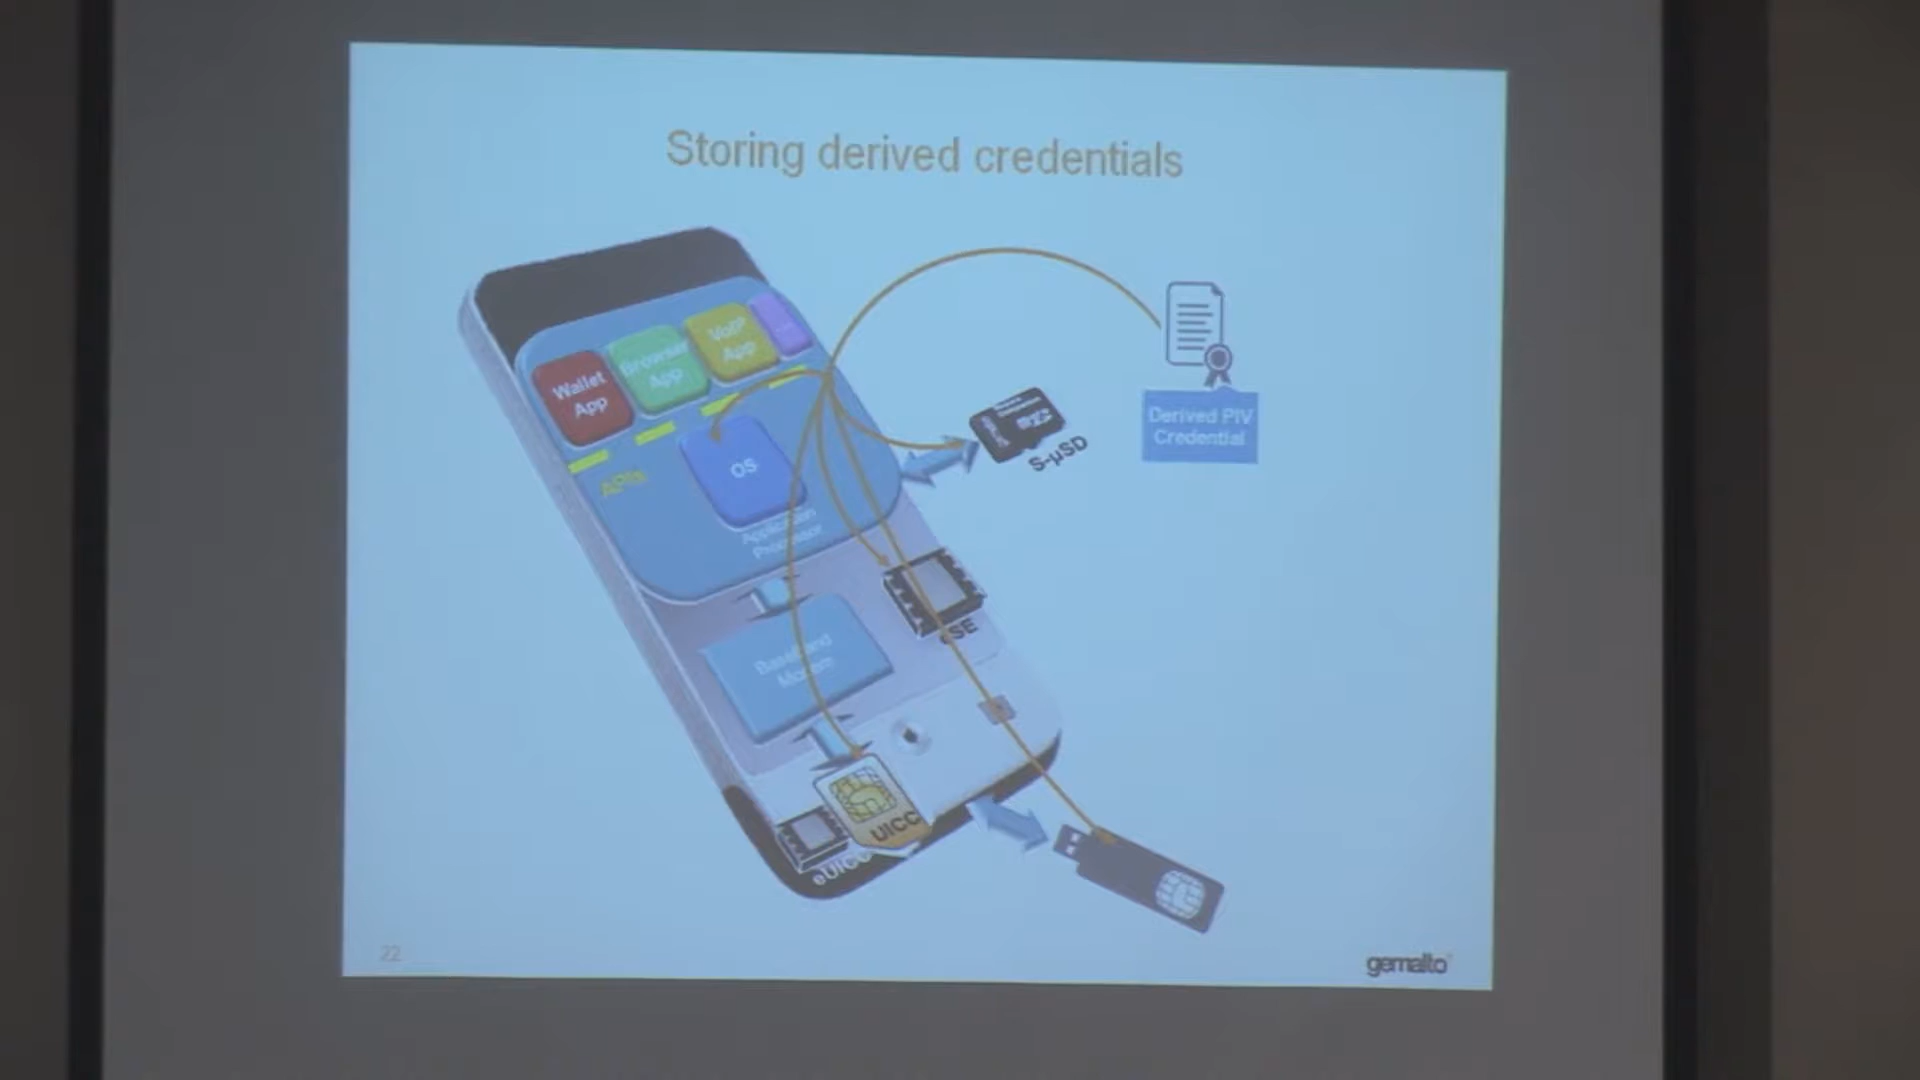 Storing derived credentials
Wallet
App
Browser
App
VoIP
App
APIs
OS
Application
Processor
S-µSD
Derived PIV
Credential
eSE
Baseband
Modem
UICC
eUICC
22
gemalto